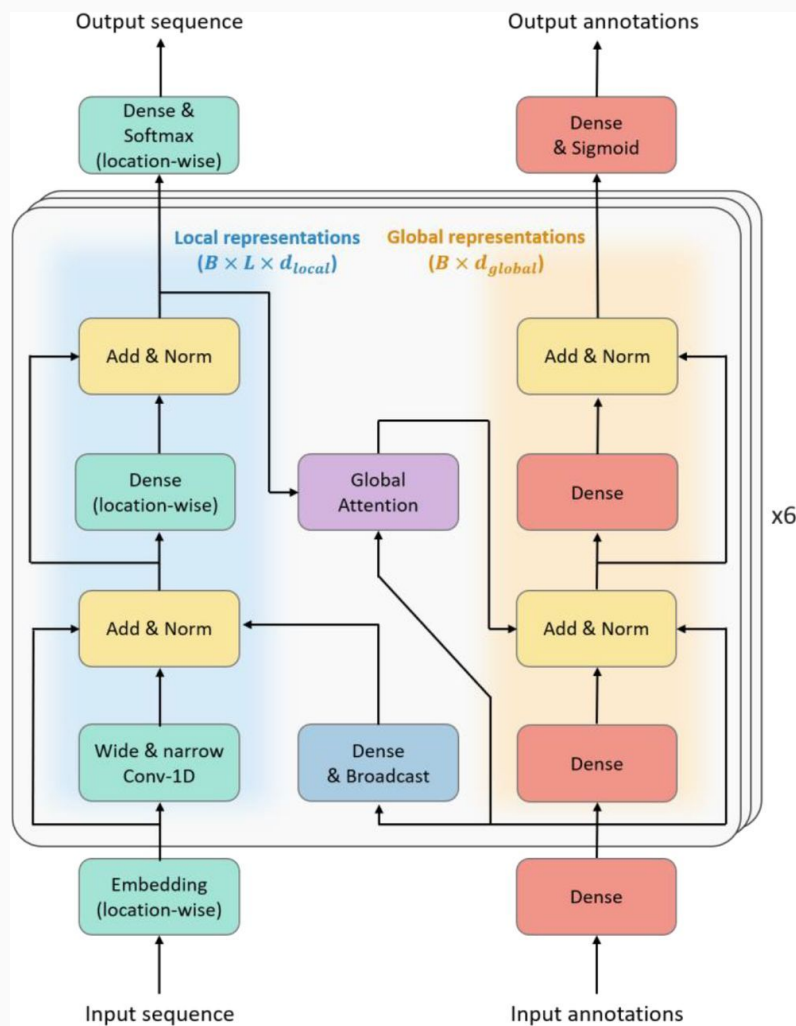 Output sequence
Output annotations
Dense &
Softmax
(location-wise)
Dense
& Sigmoid
Local representations
(B × L × d_local)
Global representations
(B × d_global)
Add & Norm
Add & Norm
Dense
(location-wise)
Global
Attention
Dense
x6
Add & Norm
Add & Norm
Wide & narrow
Conv-1D
Dense
& Broadcast
Dense
Embedding
(location-wise)
Dense
Input sequence
Input annotations